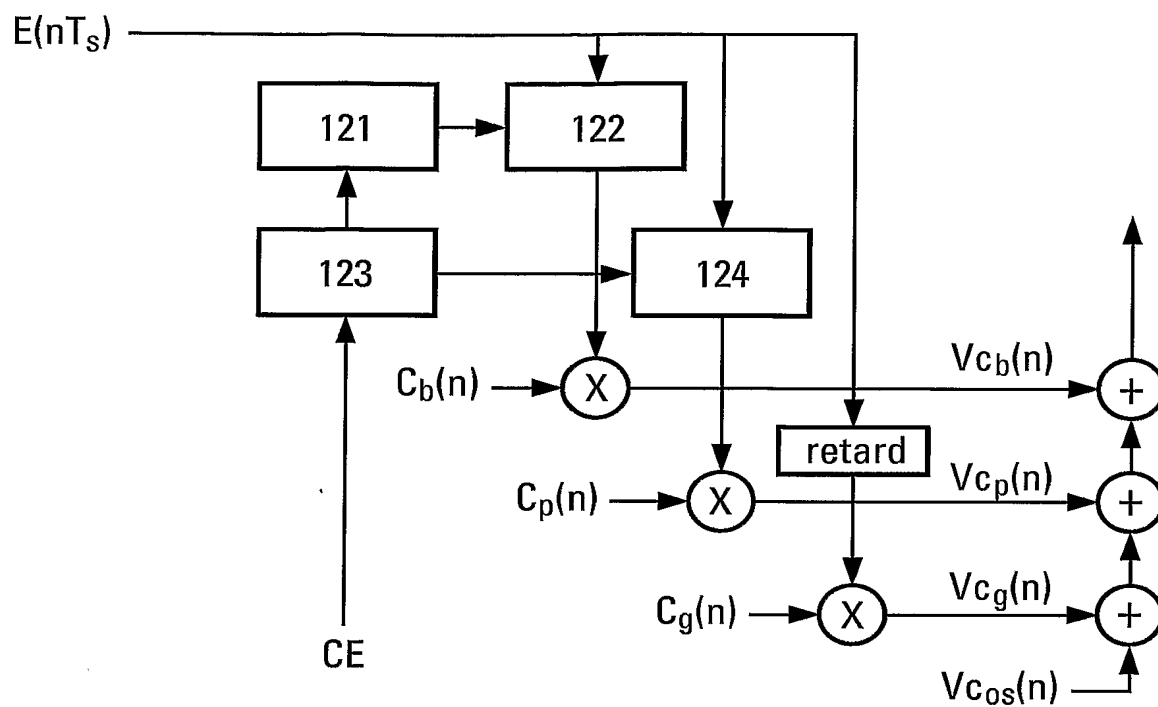 E(nTs)
121
122
123
124
Cb(n)
X
Vcb(n)
+
retard
Cp(n)
X
Vcp(n)
+
Cg(n)
X
Vcg(n)
+
CE
Vcos(n)